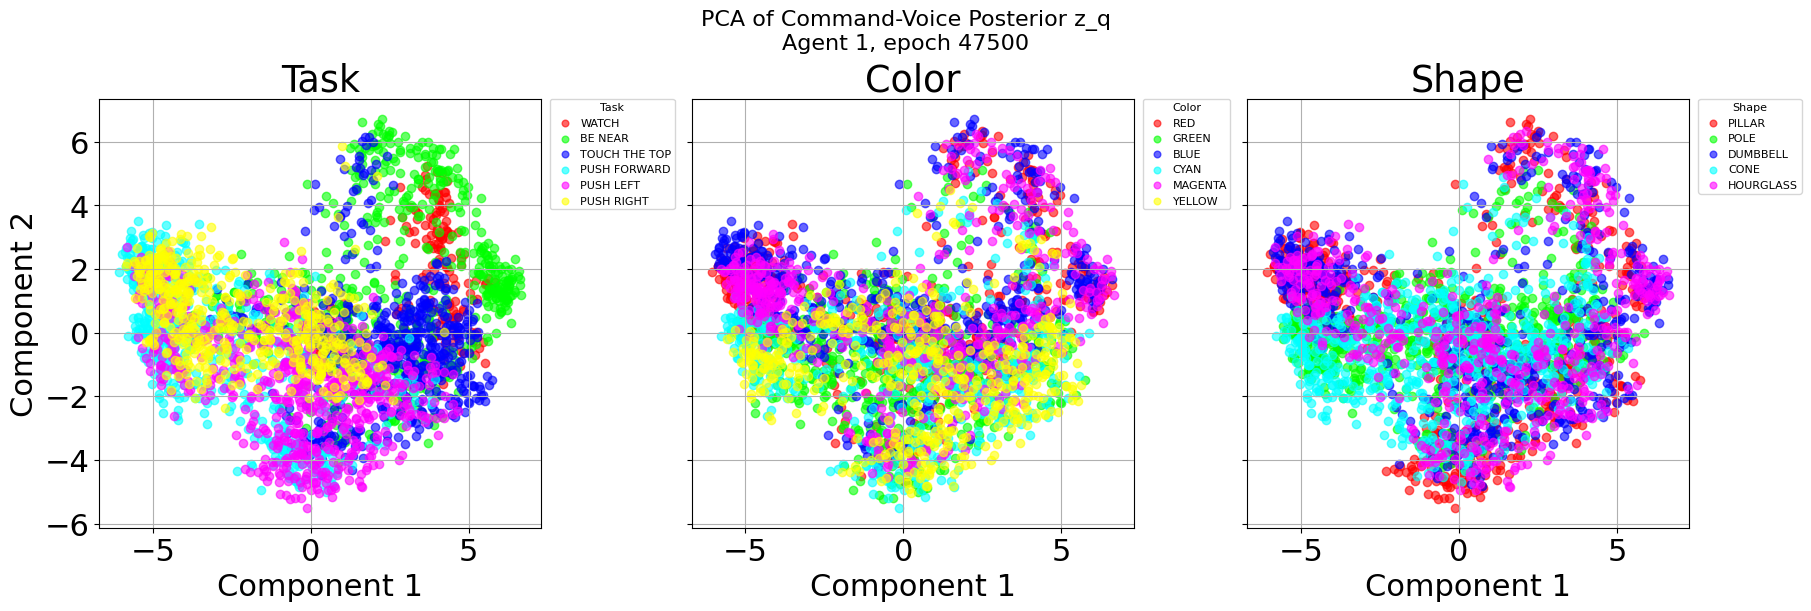 PCA of Command-Voice Posterior z_q
Agent 1, epoch 47500
Task
Component 2
6
4
2
0
−2
−4
−6
−5
0
5
Component 1
Task
WATCH
BE NEAR
TOUCH THE TOP
PUSH FORWARD
PUSH LEFT
PUSH RIGHT
Color
−5
0
5
Component 1
Color
RED
GREEN
BLUE
CYAN
MAGENTA
YELLOW
Shape
−5
0
5
Component 1
Shape
PILLAR
POLE
DUMBBELL
CONE
HOURGLASS